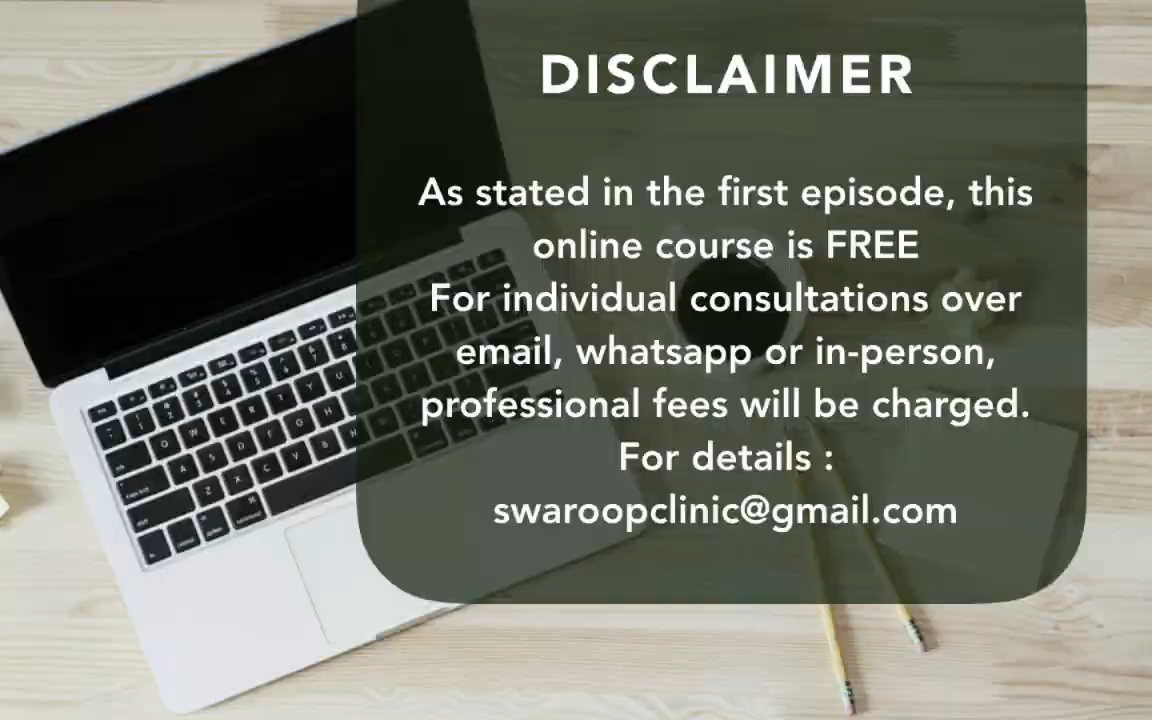 DISCLAIMER
As stated in the first episode, this
online course is FREE
For individual consultations over
email, whatsapp or in-person,
professional fees will be charged.
For details :
swaroopclinic@gmail.com